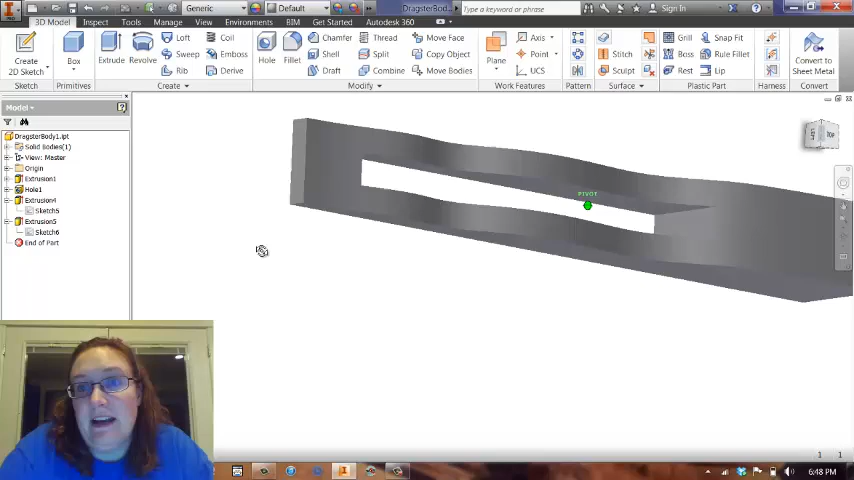 PRO
Generic
Default
DragsterBod...
Type a keyword or phrase
Sign In
3D Model Inspect Tools Manage View Environments BIM Get Started Autodesk 360
Create 2D Sketch
Box
Primitives
Extrude
Revolve
Loft
Sweep
Rib
Coil
Emboss
Derive
Create
Hole
Fillet
Chamfer
Shell
Draft
Thread
Split
Combine
Move Face
Copy Object
Move Bodies
Modify
Plane
Axis
Point
UCS
Work Features
Pattern
Stitch
Sculpt
Surface
Grill
Boss
Rest
Snap Fit
Rule Fillet
Lip
Plastic Part
Harness
Convert to Sheet Metal
Convert
Model
DragsterBody1.ipt
Solid Bodies(1)
View: Master
Origin
Extrusion1
Hole1
Extrusion4
Sketch5
Extrusion5
Sketch6
End of Part
PIVOT
TOP
1 1
6:48 PM